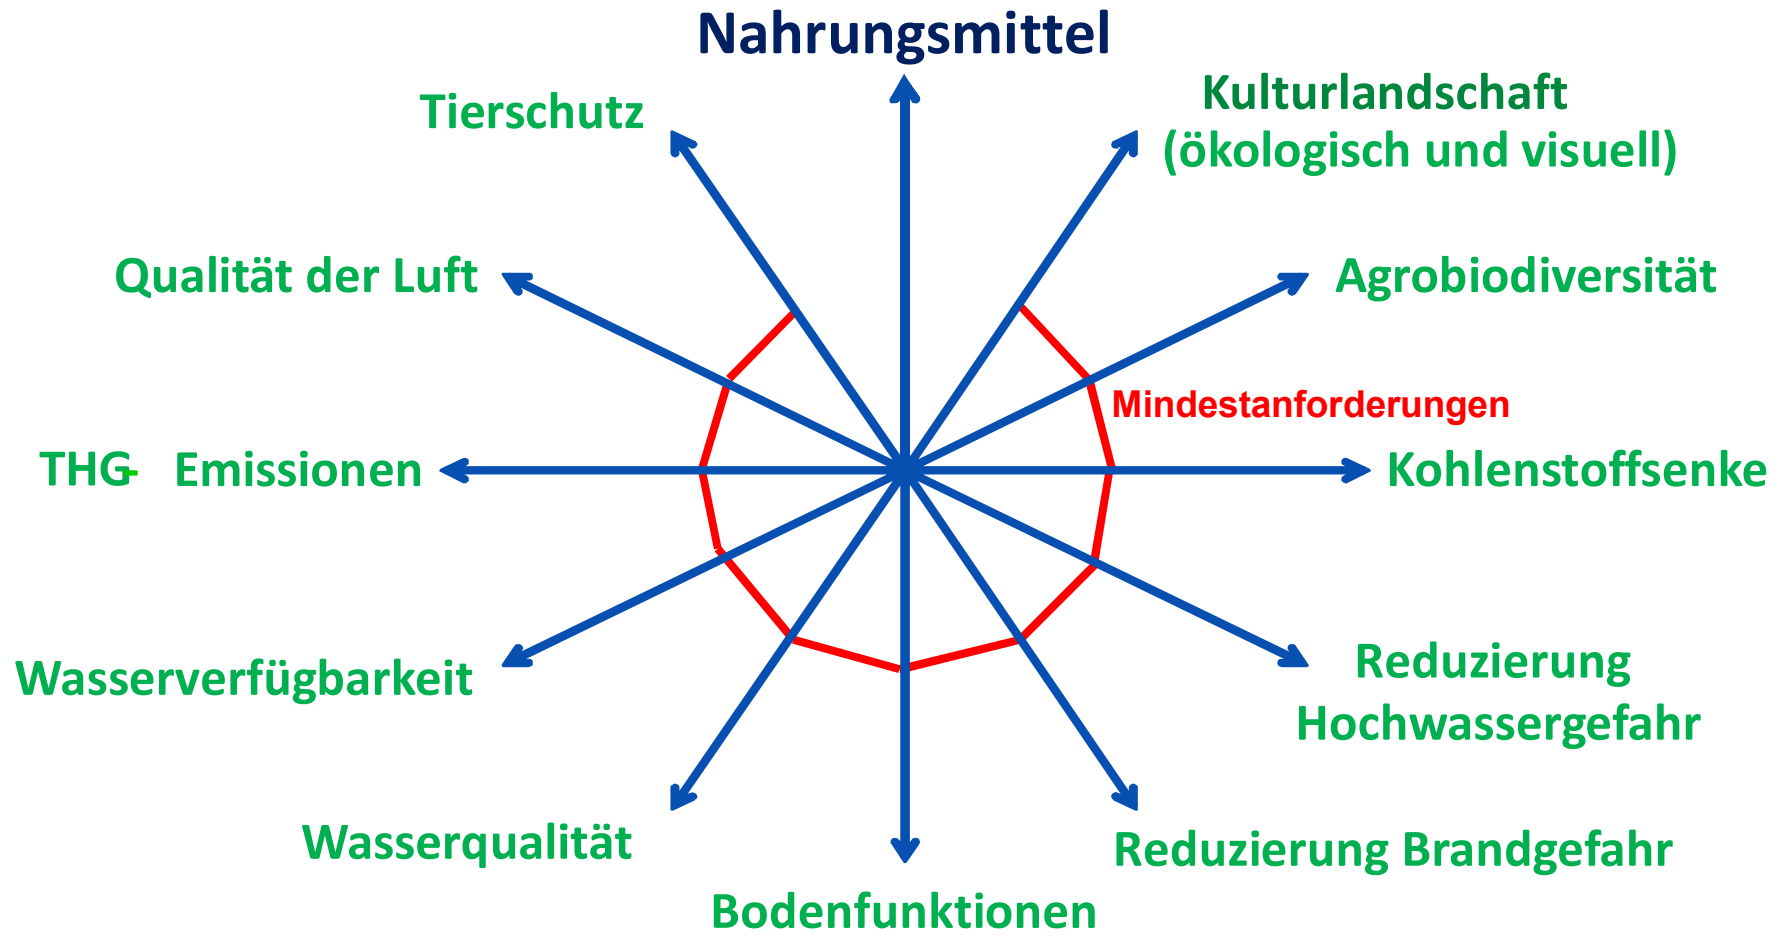 Nahrungsmittel
Tierschutz
Kulturlandschaft
(ökologisch und visuell)
Qualität der Luft
Agrobiodiversität
Mindestanforderungen
THG- Emissionen
Kohlenstoffsenke
Wasserverfügbarkeit
Reduzierung
Hochwassergefahr
Wasserqualität
Reduzierung Brandgefahr
Bodenfunktionen